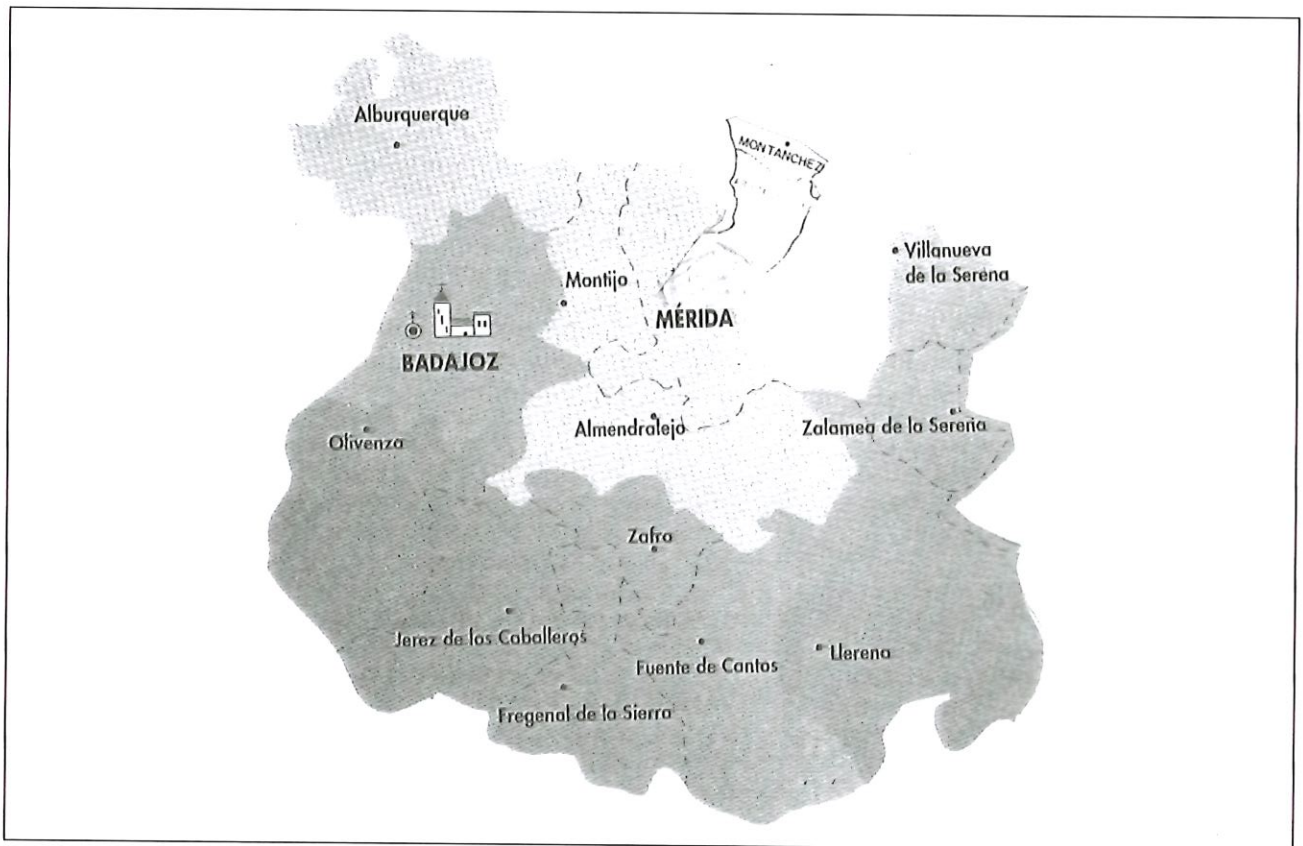 Alburquerque
MONTANCHEZ
Villanueva
de la Serena
Montijo
MÉRIDA
BADAJOZ
Almendralejo
Zalamea de la Serena
Olivenza
Zafra
Jerez de los Caballeros
Fuente de Cantos
Llerena
Fregenal de la Sierra